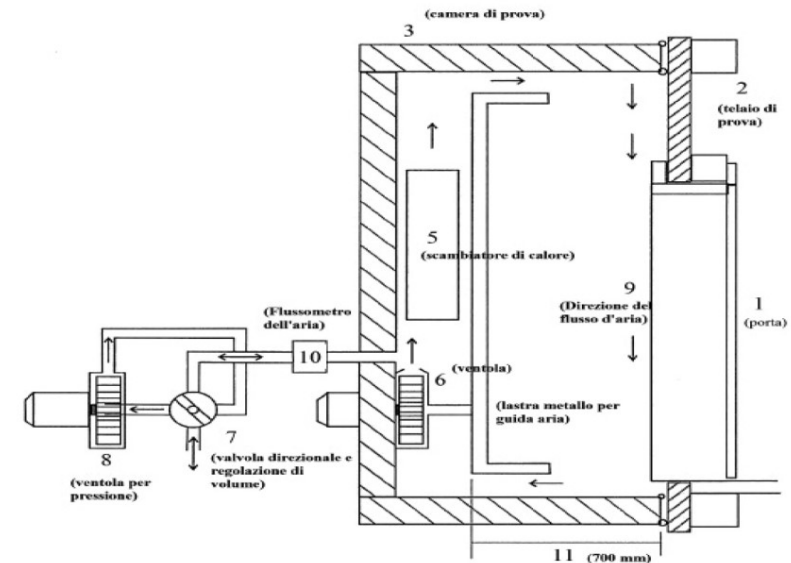 (camera di prova)
3
2
(telaio di
prova)
5
(scambiatore di calore)
9
(Direzione del
flusso d'aria)
1
(porta)
(Flussometro
dell'aria)
10
6
(ventola)
(lastra metallo per
guida aria)
7
(valvola direzionale e
regolazione di
volume)
8
(ventola per
pressione)
11 (700 mm)